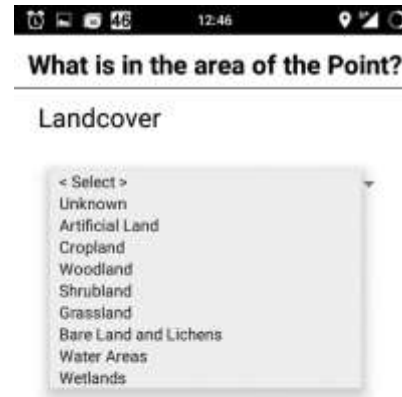 46 12:46
What is in the area of the Point?
Landcover
< Select >
Unknown
Artificial Land
Cropland
Woodland
Shrubland
Grassland
Bare Land and Lichens
Water Areas
Wetlands